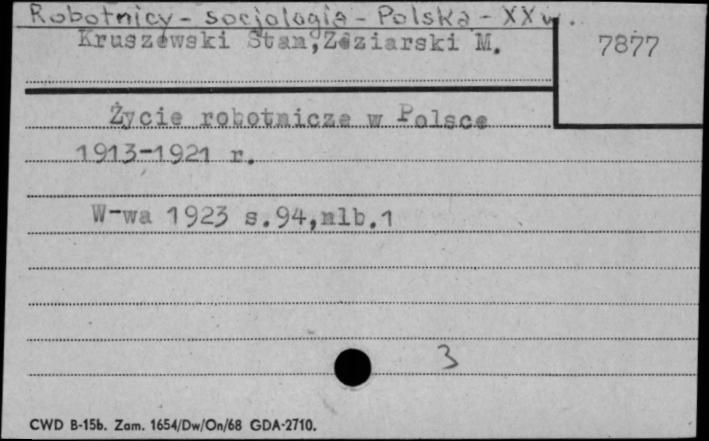 Robotnicy - socjologia - Polska - XX w.
Kruszewski Stan, Zdziarski M.
7877
Życie robotnicze w Polsce
1913-1921 r.
W-wa 1923 s.94,nlb.1
3
CWD B-15b. Zam. 1654/Dw/On/68 GDA-2710.